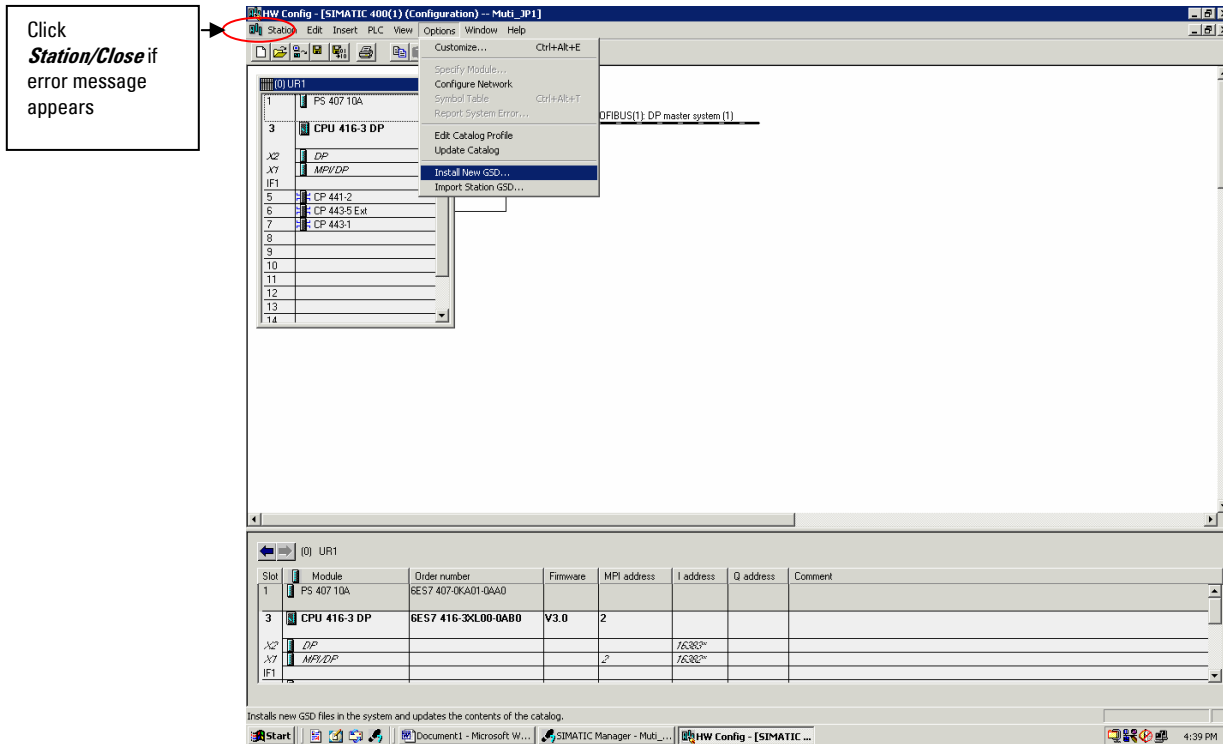 Click
Station/Close if
error message
appears
HW Config - [SIMATIC 400(1) (Configuration) -- Muti_JP1]
Station Edit Insert PLC View Options Window Help
Customize... Ctrl+Alt+E
Specify Module...
Configure Network
Symbol Table Ctrl+Alt+T
Report System Error...
Edit Catalog Profile
Update Catalog
Install New GSD...
Import Station GSD...
(0) UR1
1 PS 407 10A
3 CPU 416-3 DP
X2 DP
X1 MPI/DP
IF1
5 CP 441-2
6 CP 443-5 Ext
7 CP 443-1
8
9
10
11
12
13
14
OFIBUS(1): DP master system (1)
(0) UR1
Slot Module Order number Firmware MPI address I address Q address Comment
1 PS 407 10A 6ES7 407-0KA01-0AA0
3 CPU 416-3 DP 6ES7 416-3XL00-0AB0 V3.0 2
X2 DP 16383*
X1 MPI/DP 2 16382*
IF1
Installs new GSD files in the system and updates the contents of the catalog.
Start Document1 - Microsoft W... SIMATIC Manager - Muti_... HW Config - [SIMATIC ... 4:39 PM